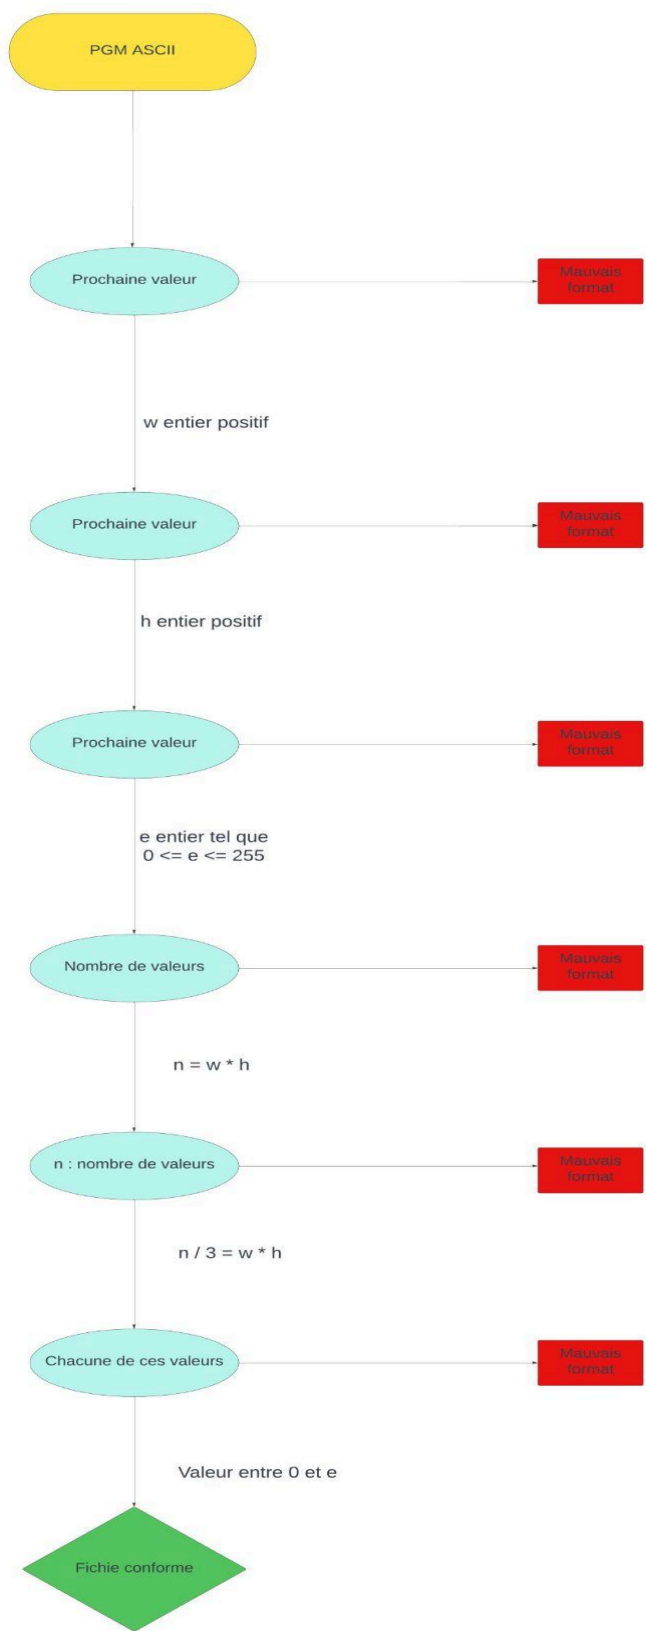 PGM ASCII
Prochaine valeur
Mauvais
format
w entier positif
Prochaine valeur
Mauvais
format
h entier positif
Prochaine valeur
Mauvais
format
e entier tel que
0 <= e <= 255
Nombre de valeurs
Mauvais
format
n = w * h
n : nombre de valeurs
Mauvais
format
n / 3 = w * h
Chacune de ces valeurs
Mauvais
format
Valeur entre 0 et e
Fichie conforme